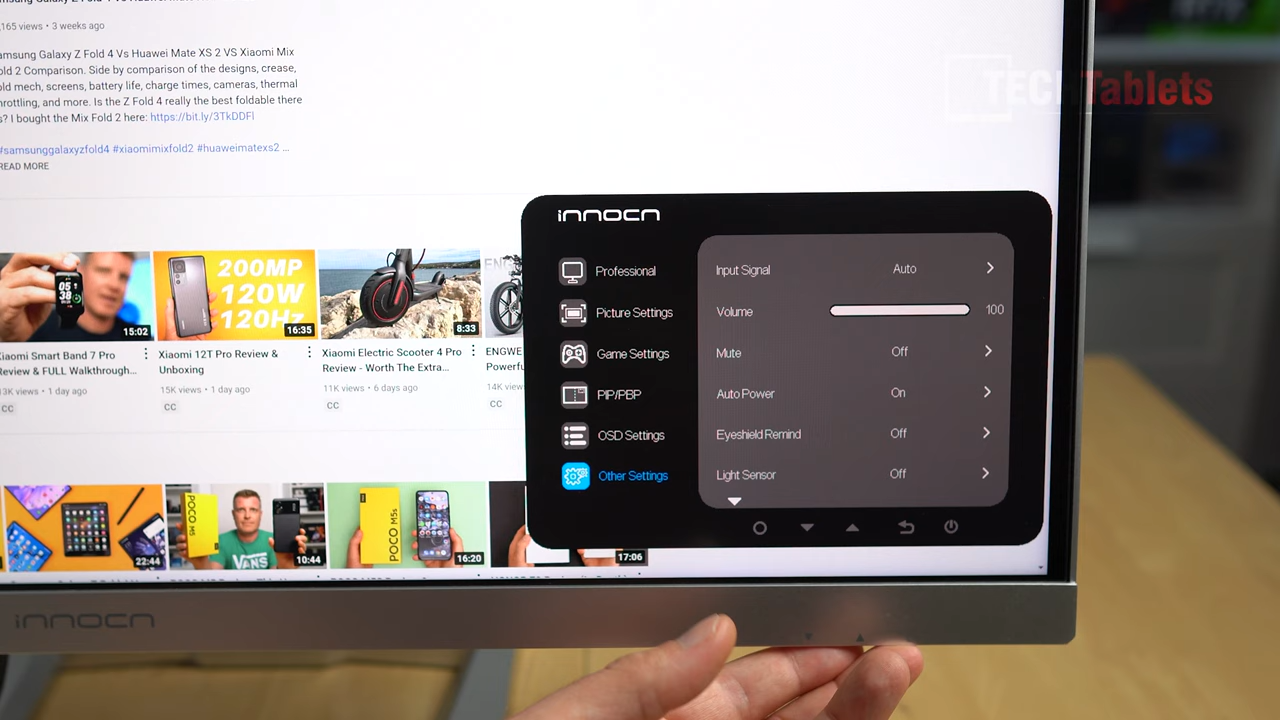 165 views • 3 weeks ago
amsung Galaxy Z Fold 4 Vs Huawei Mate XS 2 VS Xiaomi Mix
old 2 Comparison. Side by comparison of the designs, crease,
old mech, screens, battery life, charge times, cameras, thermal
hrottling, and more. Is the Z Fold 4 really the best foldable there
s? I bought the Mix Fold 2 here: https://bit.ly/3TkDDFl
#samsunggalaxyzfold4 #xiaomimixfold2 #huaweimatexs2 ...
READ MORE
TECHTablets
15:02
200MP
120W
120Hz
16:35
8:33
ENG
Xiaomi Smart Band 7 Pro
Review & FULL Walkthrough...
3K views • 1 day ago
CC
Xiaomi 12T Pro Review &
Unboxing
15K views • 1 day ago
CC
Xiaomi Electric Scooter 4 Pro
Review - Worth The Extra...
11K views • 6 days ago
CC
ENGWE
Powerfu
14K view
CC
22:44
POCO M5
VANS
10:44
POCO M5s
16:20
17:06
innocn
Professional
Picture Settings
Game Settings
PIP/PBP
OSD Settings
Other Settings
Input Signal Auto
Volume 100
Mute Off
Auto Power On
Eyeshield Remind Off
Light Sensor Off
innocn